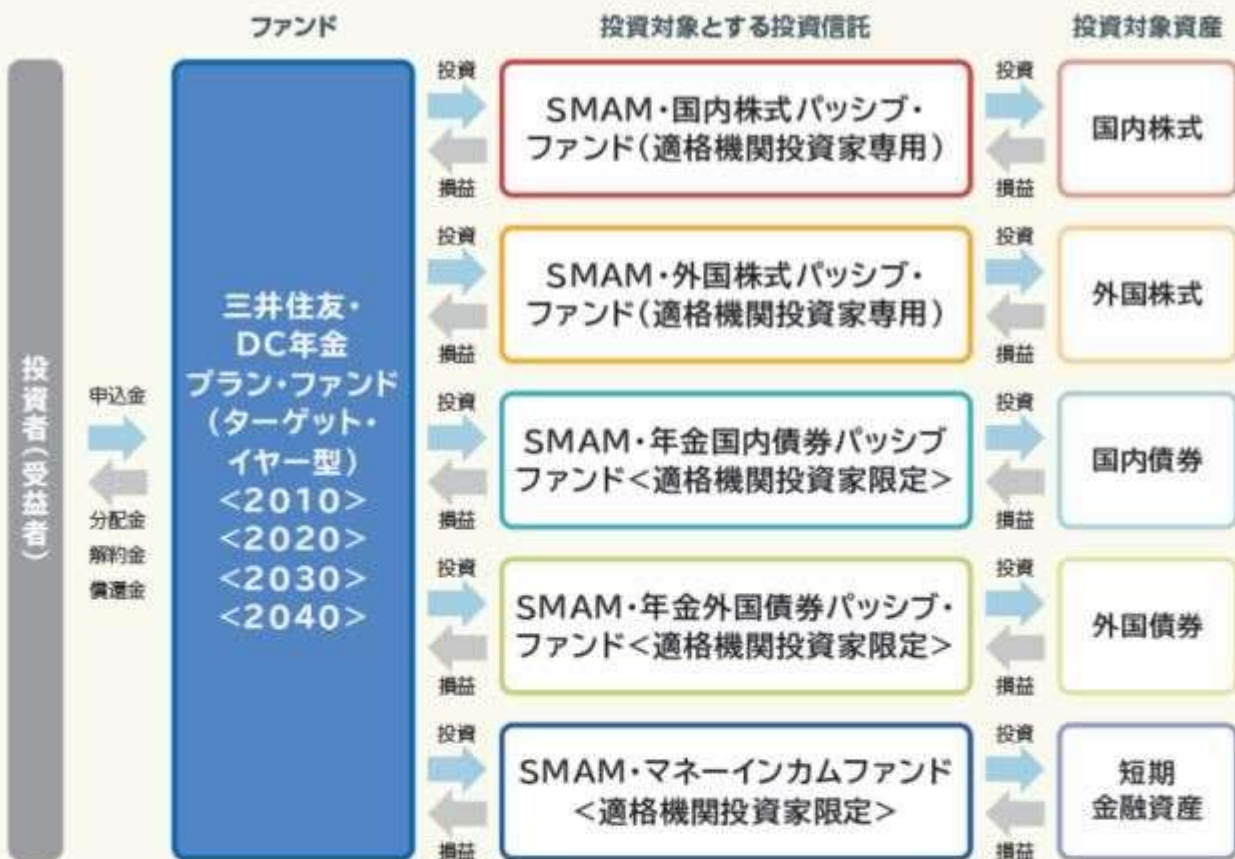 ファンド
投資対象とする投資信託
投資対象資産
投資者(受益者)
申込金
分配金
解約金
償還金
三井住友・
DC年金
プラン・ファンド
(ターゲット・
イヤー型)
<2010>
<2020>
<2030>
<2040>
投資
損益
SMAM・国内株式パッシブ・
ファンド(適格機関投資家専用)
投資
損益
国内株式
投資
損益
SMAM・外国株式パッシブ・
ファンド(適格機関投資家専用)
投資
損益
外国株式
投資
損益
SMAM・年金国内債券パッシブ
ファンド<適格機関投資家限定>
投資
損益
国内債券
投資
損益
SMAM・年金外国債券パッシブ・
ファンド<適格機関投資家限定>
投資
損益
外国債券
投資
損益
SMAM・マネーインカムファンド
<適格機関投資家限定>
投資
損益
短期
金融資産